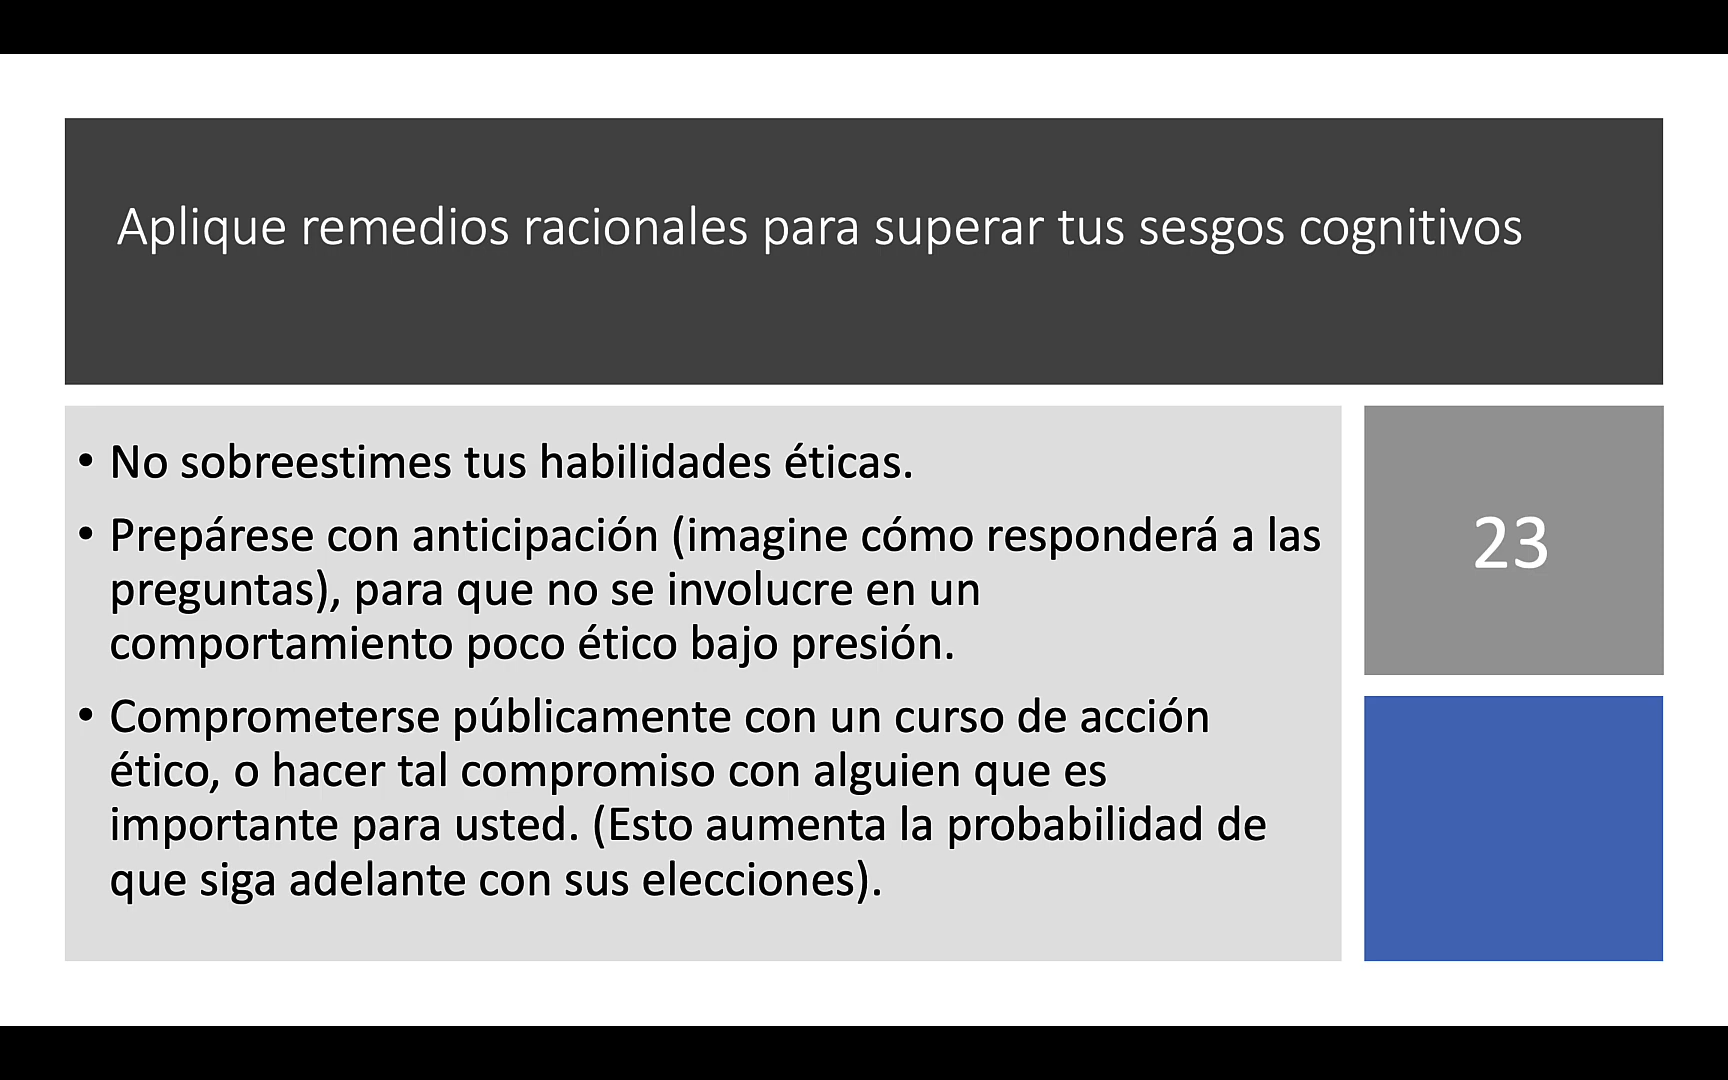 Aplique remedios racionales para superar tus sesgos cognitivos
• No sobreestimes tus habilidades éticas.
• Prepárese con anticipación (imagine cómo responderá a las
preguntas), para que no se involucre en un
comportamiento poco ético bajo presión.
• Comprometerse públicamente con un curso de acción
ético, o hacer tal compromiso con alguien que es
importante para usted. (Esto aumenta la probabilidad de
que siga adelante con sus elecciones).
23